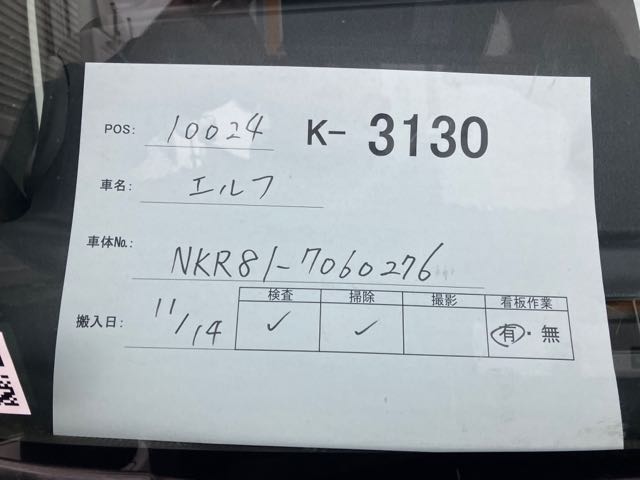 POS: 10024 K- 3130
車名: エルフ
車体No.: NKR81-7060276
検査 掃除 撮影 看板作業
搬入日: 11/14 ✓ ✓ 有・無